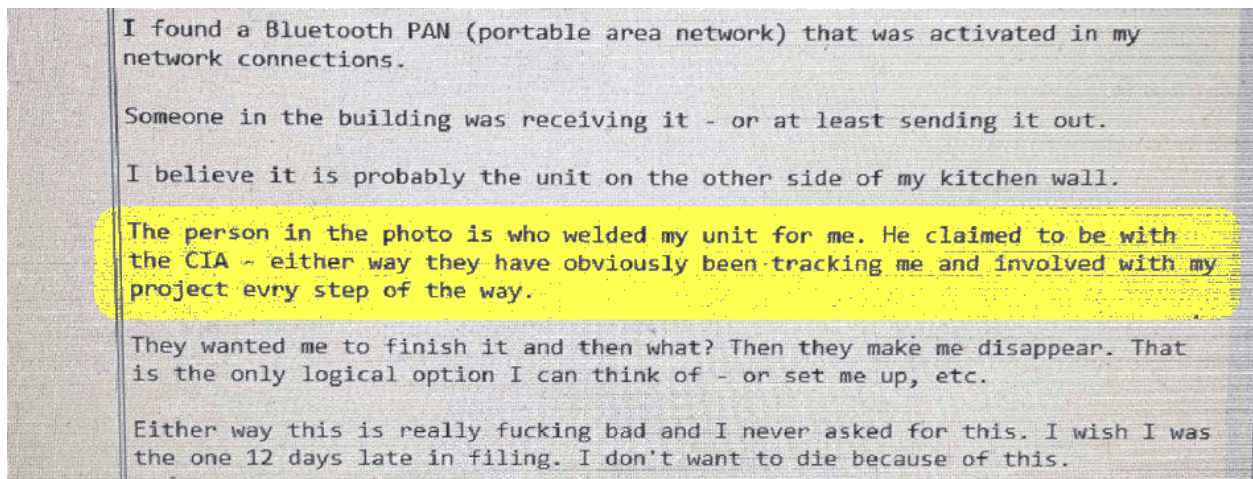 I found a Bluetooth PAN (portable area network) that was activated in my
network connections.
Someone in the building was receiving it - or at least sending it out.
I believe it is probably the unit on the other side of my kitchen wall.
The person in the photo is who welded my unit for me. He claimed to be with
the CIA - either way they have obviously been tracking me and involved with my
project evry step of the way.
They wanted me to finish it and then what? Then they make me disappear. That
is the only logical option I can think of - or set me up, etc.
Either way this is really fucking bad and I never asked for this. I wish I was
the one 12 days late in filing. I don't want to die because of this.